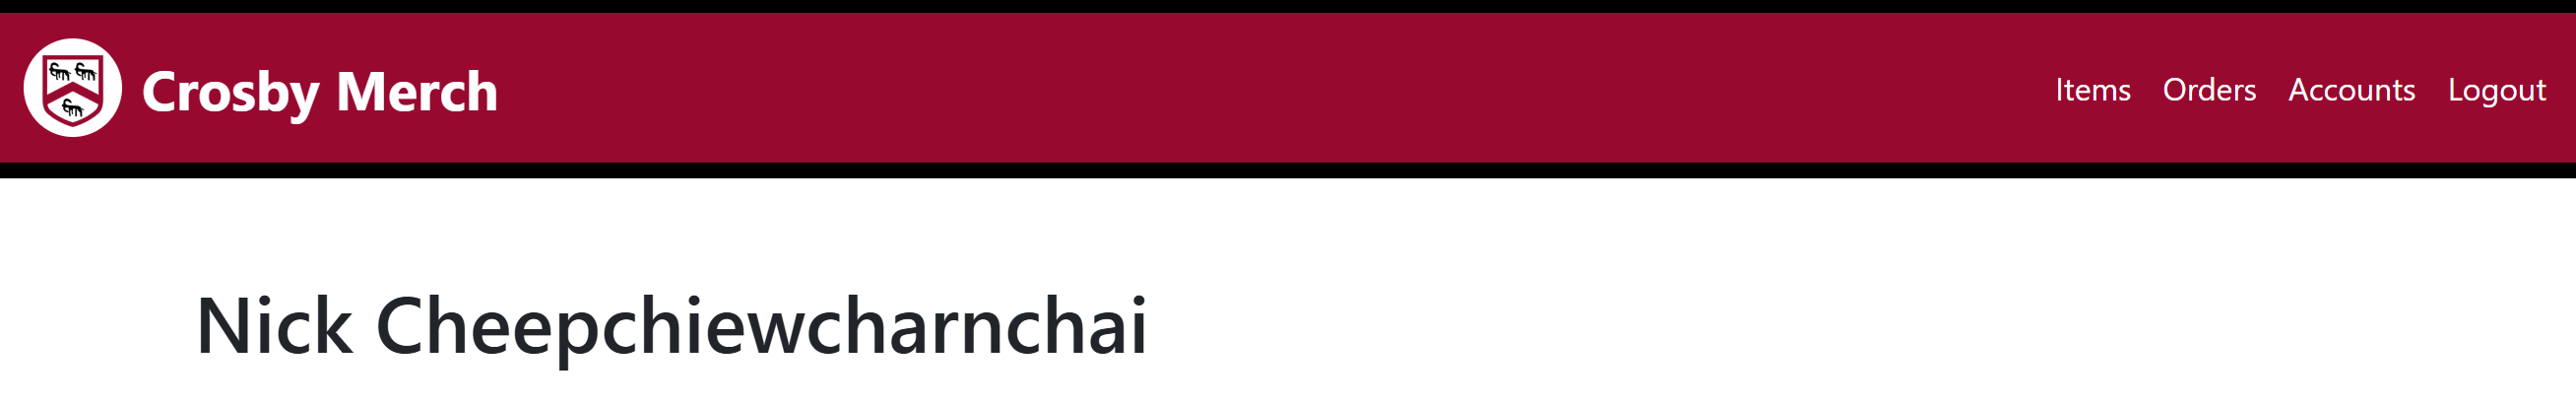 Crosby Merch
Items Orders Accounts Logout
Nick Cheepchiewcharnchai